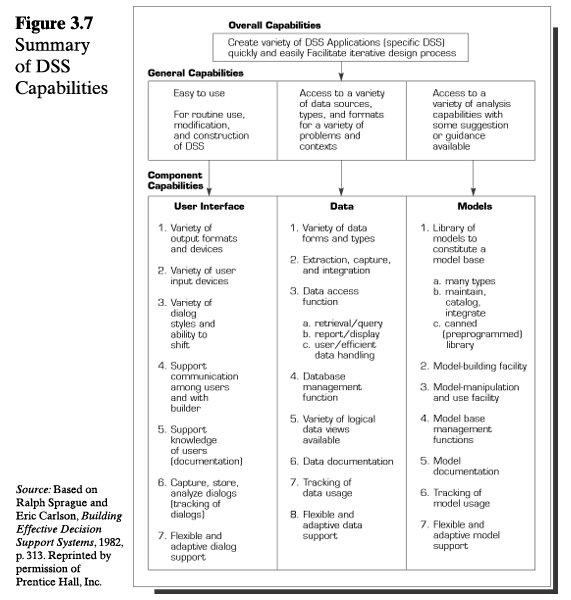 Figure 3.7
Summary
of DSS
Capabilities
Overall Capabilities
Create variety of DSS Applications (specific DSS)
quickly and easily Facilitate iterative design process
General Capabilities
Easy to use
For routine use,
modification,
and construction
of DSS
Access to a variety
of data sources,
types, and formats
for a variety of
problems and
contexts
Access to a
variety of analysis
capabilities with
some suggestion
or guidance
available
Component
Capabilities
User Interface
1. Variety of
output formats
and devices
2. Variety of user
input devices
3. Variety of
dialog
styles and
ability to
shift
4. Support
communication
among users
and with
builder
5. Support
knowledge
of users
(documentation)
6. Capture, store,
analyze dialogs
(tracking of
dialogs)
7. Flexible and
adaptive dialog
support
Data
1. Variety of data
forms and types
2. Extraction, capture,
and integration
3. Data access
function
a. retrieval/query
b. report/display
c. user/efficient
data handling
4. Database
management
function
5. Variety of logical
data views
available
6. Data documentation
7. Tracking of
data usage
8. Flexible and
adaptive data
support
Models
1. Library of
models to
constitute a
model base
a. many types
b. maintain,
catalog,
integrate
c. canned
(preprogrammed)
library
2. Model-building facility
3. Model-manipulation
and use facility
4. Model base
management
functions
5. Model
documentation
6. Tracking of
model usage
7. Flexible and
adaptive model
support
Source: Based on
Ralph Sprague and
Eric Carlson, Building
Effective Decision
Support Systems, 1982,
p. 313. Reprinted by
permission of
Prentice Hall, Inc.